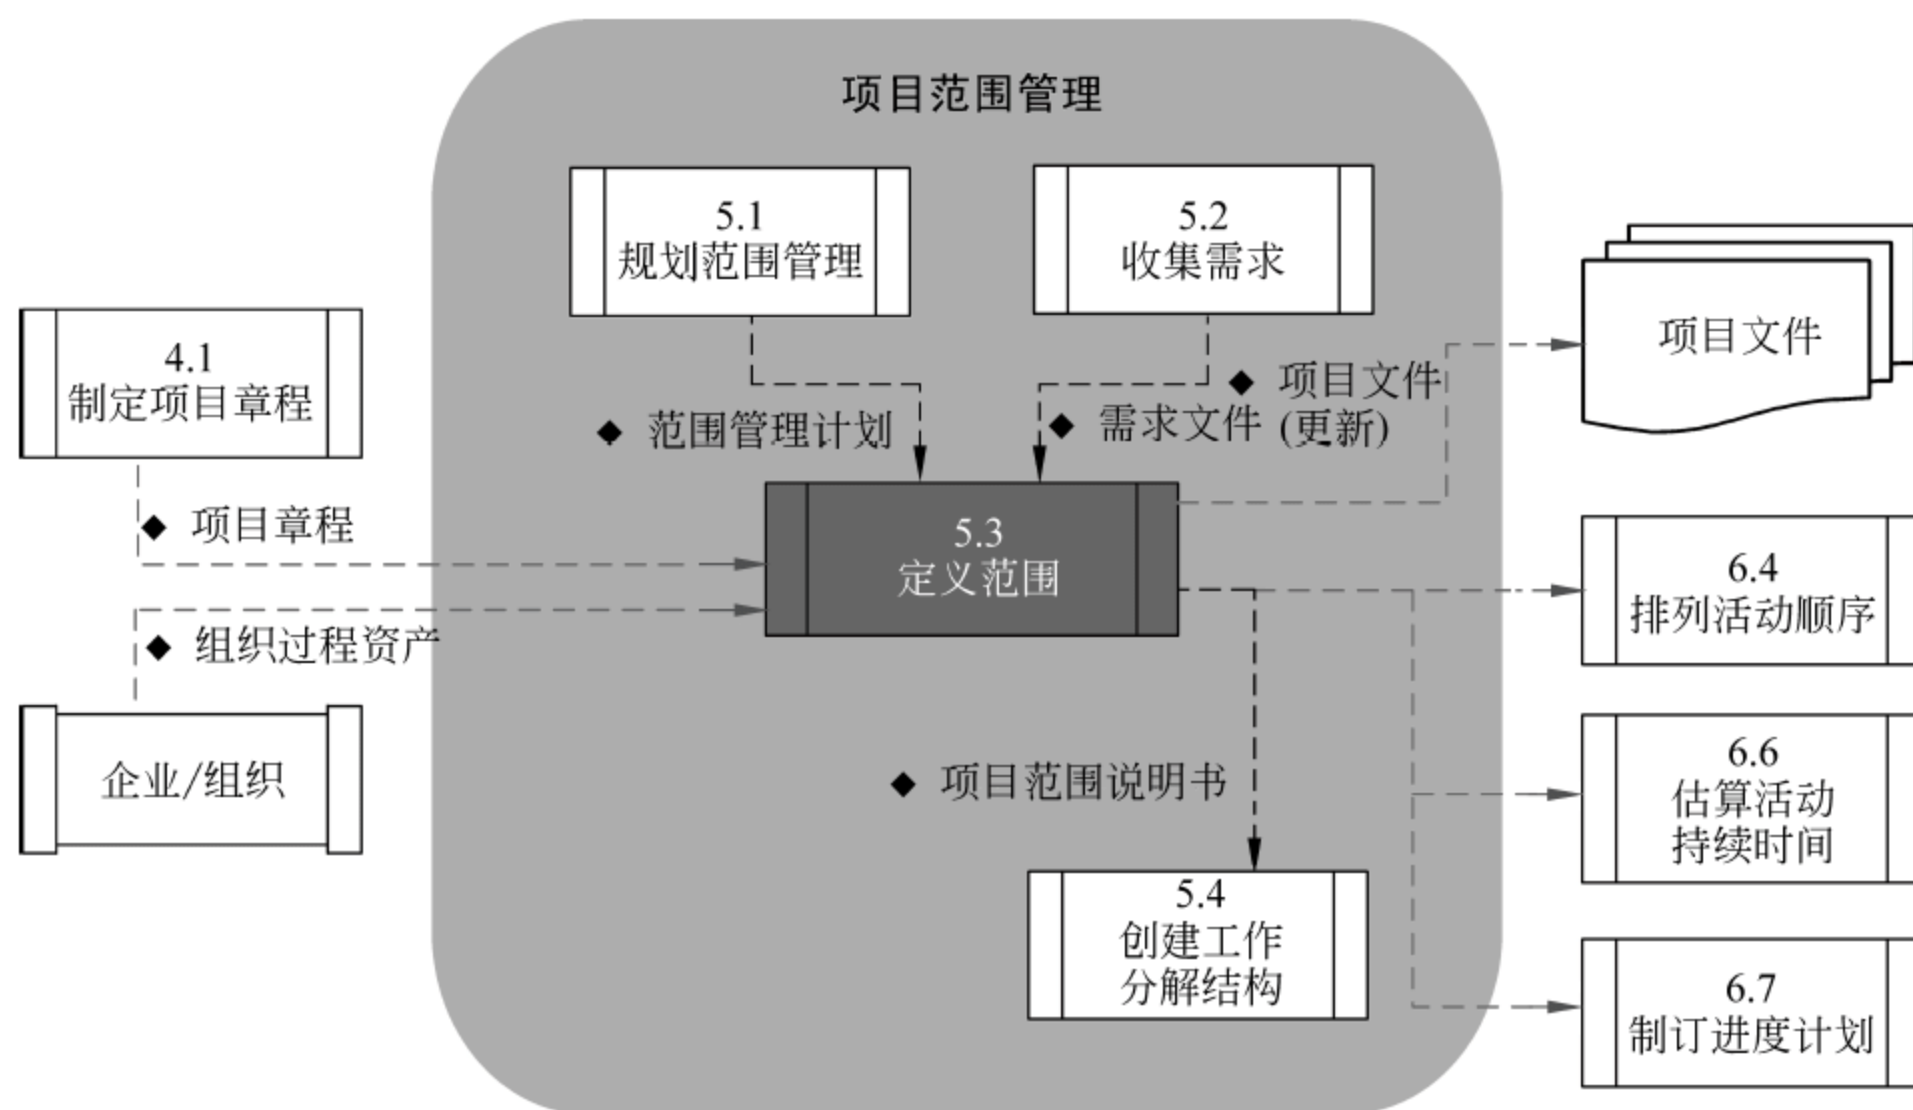 项目范围管理
5.1
规划范围管理
5.2
收集需求
4.1
制定项目章程
项目文件
◆ 范围管理计划
◆ 项目文件
◆ 需求文件 (更新)
◆ 项目章程
5.3
定义范围
6.4
排列活动顺序
◆ 组织过程资产
企业/组织
◆ 项目范围说明书
6.6
估算活动
持续时间
5.4
创建工作
分解结构
6.7
制订进度计划